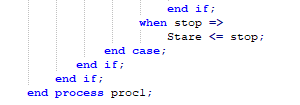 end if;
when stop =>
Stare <= stop;
end case;
end if;
end if;
end process proc1;